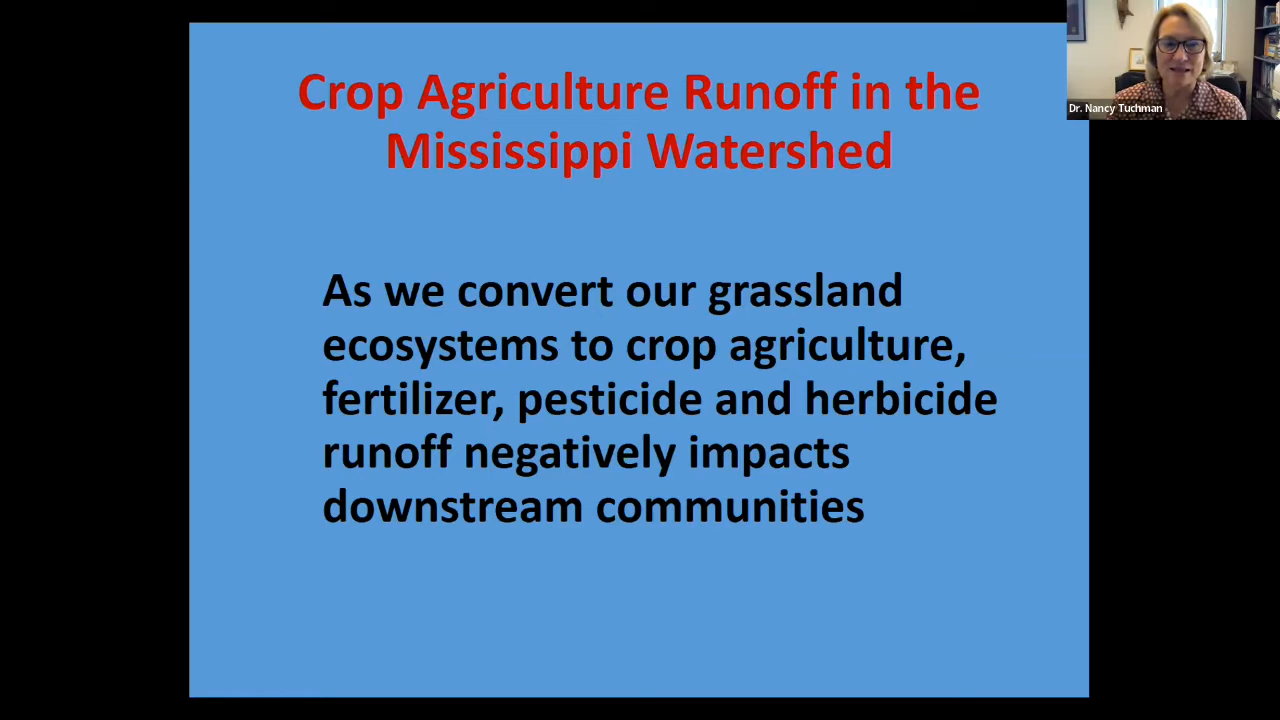 Crop Agriculture Runoff in the
Mississippi Watershed
As we convert our grassland
ecosystems to crop agriculture,
fertilizer, pesticide and herbicide
runoff negatively impacts
downstream communities
Dr. Nancy Tuchman